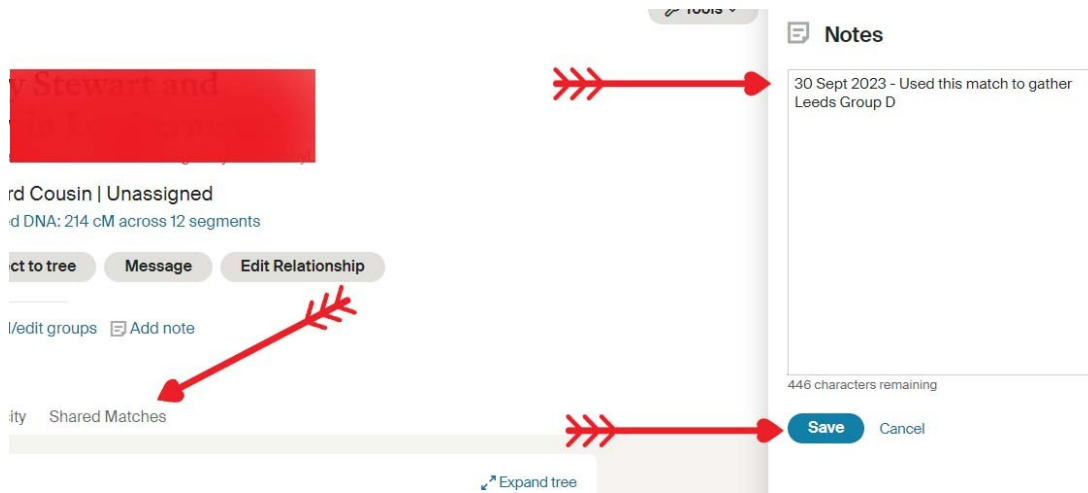 Tools
Notes
y Stewart and
30 Sept 2023 - Used this match to gather
Leeds Group D
rd Cousin | Unassigned
d DNA: 214 cM across 12 segments
ct to tree Message Edit Relationship
/edit groups Add note
446 characters remaining
ity Shared Matches
Save Cancel
Expand tree